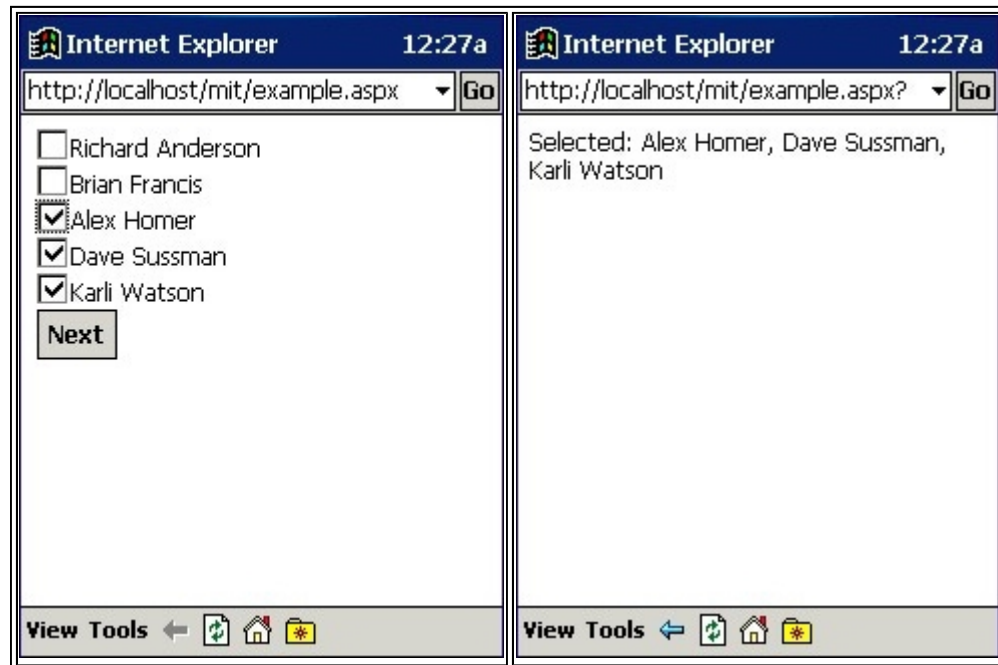 Internet Explorer 12:27a
http://localhost/mit/example.aspx Go
Richard Anderson
Brian Francis
Alex Homer
Dave Sussman
Karli Watson
Next
View Tools
Internet Explorer 12:27a
http://localhost/mit/example.aspx? Go
Selected: Alex Homer, Dave Sussman,
Karli Watson
View Tools